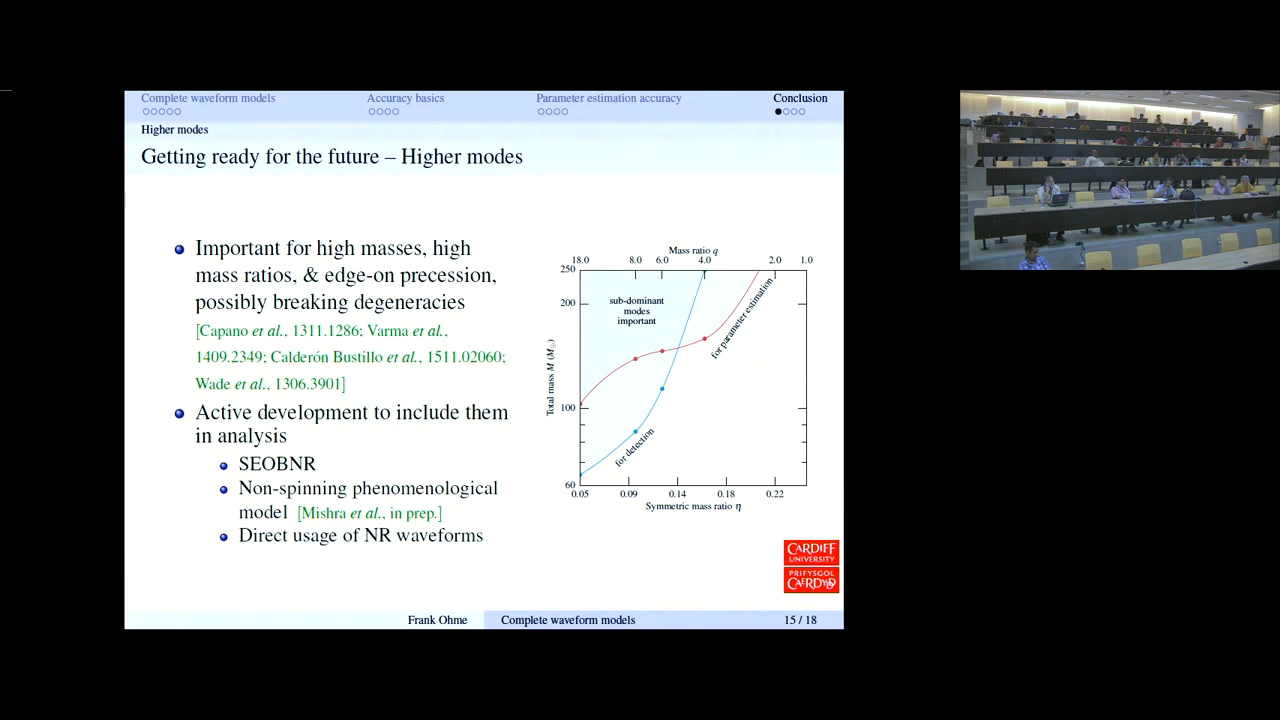 Complete waveform models
Accuracy basics
Parameter estimation accuracy
Conclusion
Higher modes
Getting ready for the future – Higher modes
Important for high masses, high
mass ratios, & edge-on precession,
possibly breaking degeneracies
[Capano et al., 1311.1286; Varma et al.,
1409.2349; Calderón Bustillo et al., 1511.02060;
Wade et al., 1306.3901]
Active development to include them
in analysis
SEOBNR
Non-spinning phenomenological
model [Mishra et al., in prep.]
Direct usage of NR waveforms
Mass ratio q
18.0 8.0 6.0 4.0 2.0 1.0
250
200
100
60
Total mass M (M☉)
sub-dominant
modes
important
for parameter estimation
for detection
0.05 0.09 0.14 0.18 0.22
Symmetric mass ratio η
CARDIFF
UNIVERSITY
PRIFYSGOL
CAERDYDD
Frank Ohme
Complete waveform models
15 / 18